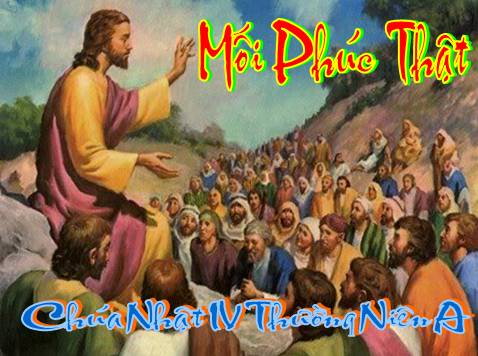 Mối Phúc Thật
Chúa Nhật IV Thường Niên A